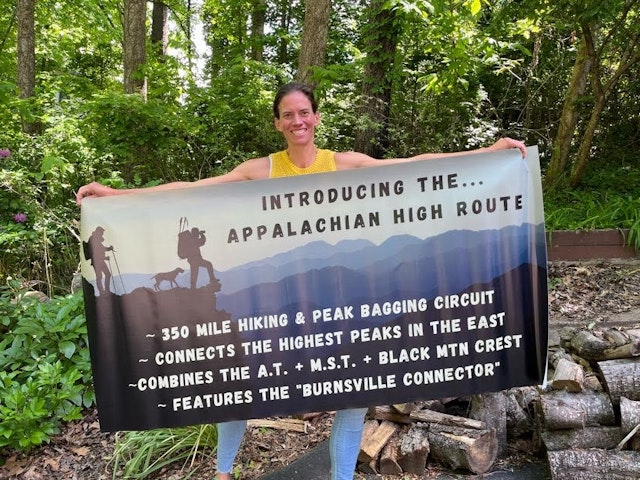 INTRODUCING THE...
APPALACHIAN HIGH ROUTE
~ 350 MILE HIKING & PEAK BAGGING CIRCUIT
~ CONNECTS THE HIGHEST PEAKS IN THE EAST
~COMBINES THE A.T. + M.S.T. + BLACK MTN CREST
~ FEATURES THE "BURNSVILLE CONNECTOR"